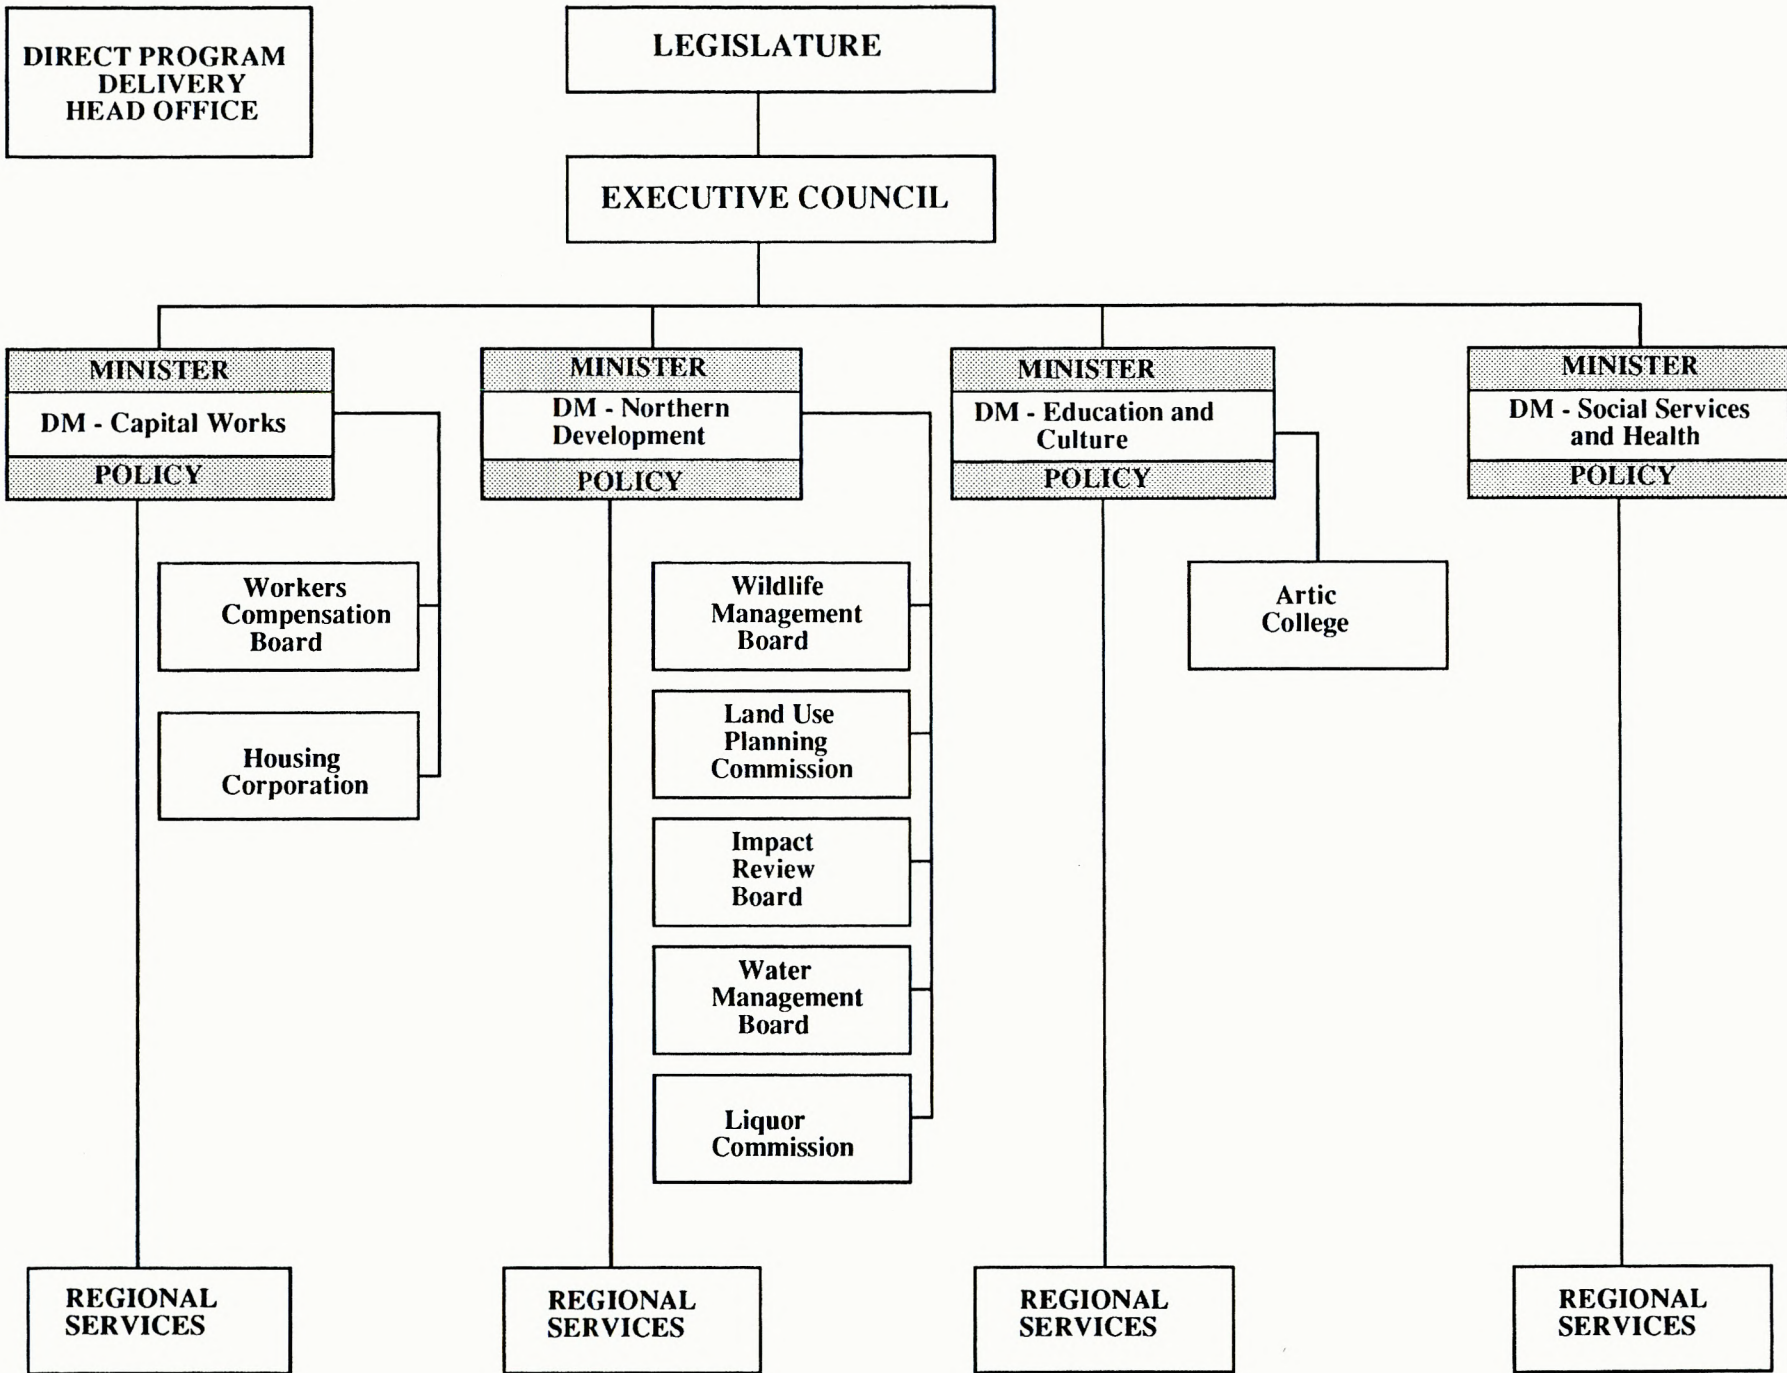 DIRECT PROGRAM
DELIVERY
HEAD OFFICE
LEGISLATURE
EXECUTIVE COUNCIL
MINISTER
DM - Capital Works
POLICY
MINISTER
DM - Northern
Development
POLICY
MINISTER
DM - Education and
Culture
POLICY
MINISTER
DM - Social Services
and Health
POLICY
Workers
Compensation
Board
Housing
Corporation
Wildlife
Management
Board
Land Use
Planning
Commission
Impact
Review
Board
Water
Management
Board
Liquor
Commission
Artic
College
REGIONAL
SERVICES
REGIONAL
SERVICES
REGIONAL
SERVICES
REGIONAL
SERVICES